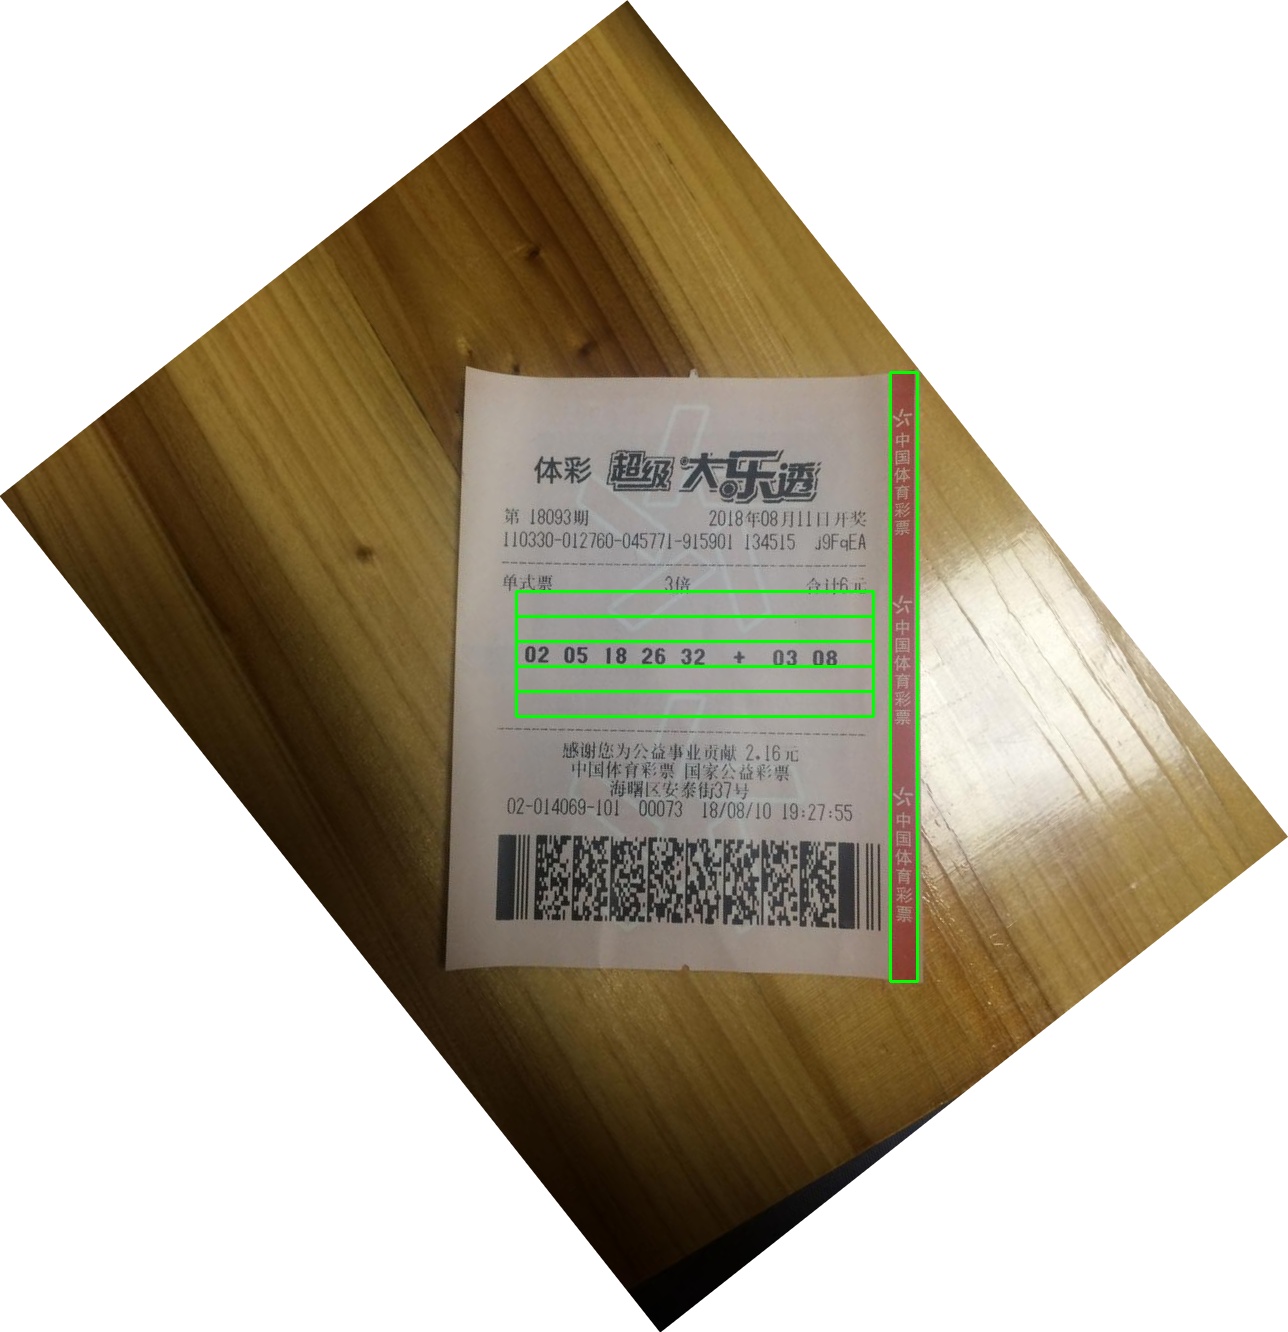 体彩 超级大乐透
第 18093期 2018年08月11日开奖
110330-012760-045771-915901 134515 J9FqEA
单式票 3倍 合计6元
02 05 18 26 32 + 03 08
感谢您为公益事业贡献 2.16元
中国体育彩票 国家公益彩票
海曙区安泰街37号
02-014069-101 00073 18/08/10 19:27:55
中国体育彩票
中国体育彩票
中国体育彩票